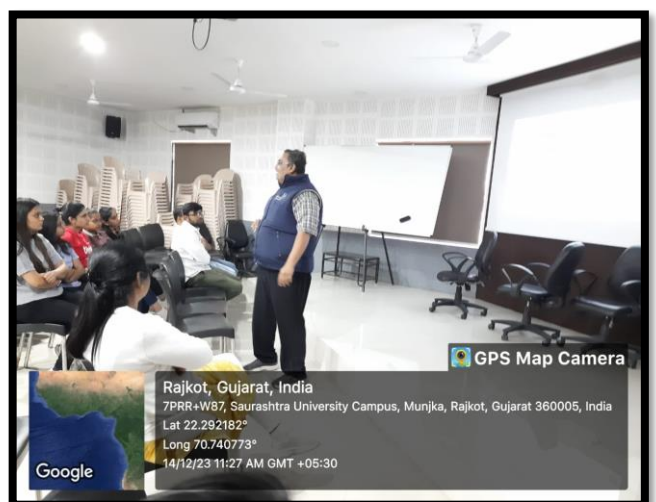 GPS Map Camera
Rajkot, Gujarat, India
7PRR+W87, Saurashtra University Campus, Munjka, Rajkot, Gujarat 360005, India
Lat 22.292182°
Long 70.740773°
14/12/23 11:27 AM GMT +05:30
Google